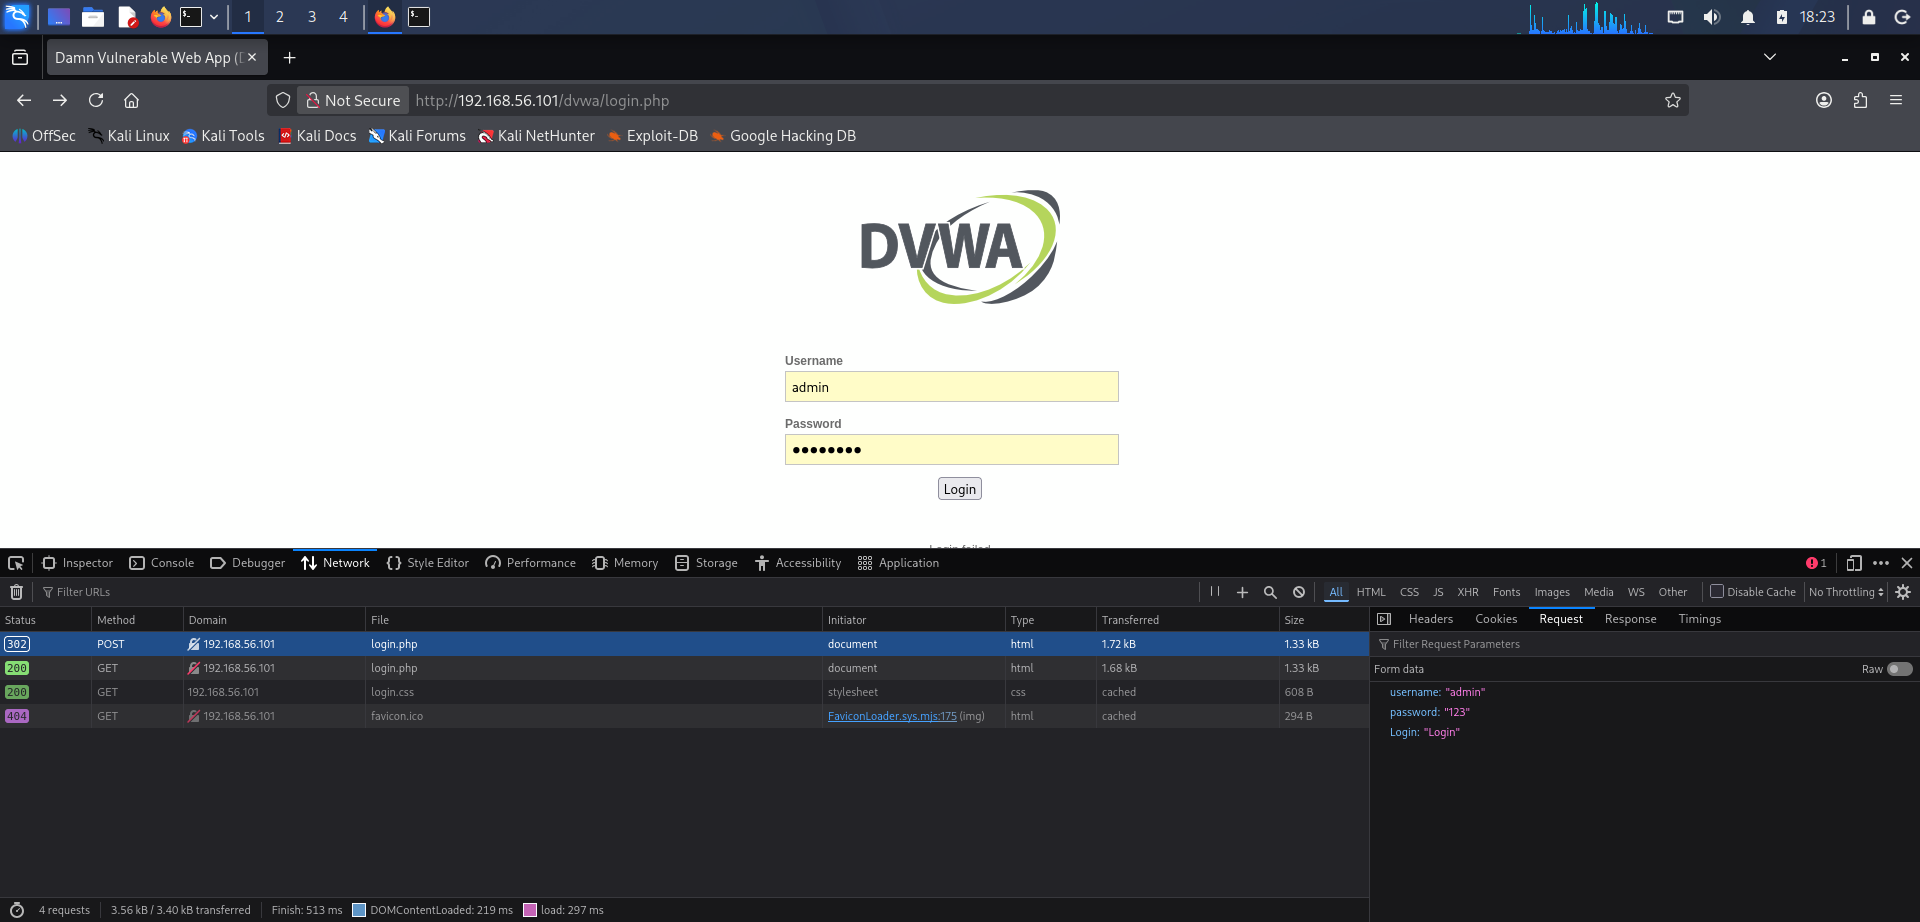 1 2 3 4 18:23
Damn Vulnerable Web App (D
Not Secure http://192.168.56.101/dvwa/login.php
OffSec Kali Linux Kali Tools Kali Docs Kali Forums Kali NetHunter Exploit-DB Google Hacking DB
DVWA
Username
admin
Password
Login
Login failed
Inspector Console Debugger Network Style Editor Performance Memory Storage Accessibility Application 1
Filter URLs All HTML CSS JS XHR Fonts Images Media WS Other Disable Cache No Throttling
Status Method Domain File Initiator Type Transferred Size Headers Cookies Request Response Timings
302 POST 192.168.56.101 login.php document html 1.72 kB 1.33 kB Filter Request Parameters
200 GET 192.168.56.101 login.php document html 1.68 kB 1.33 kB Form data Raw
200 GET 192.168.56.101 login.css stylesheet css cached 608 B username: "admin"
404 GET 192.168.56.101 favicon.ico FaviconLoader.sys.mjs:175 (img) html cached 294 B password: "123"
Login: "Login"
4 requests 3.56 kB / 3.40 kB transferred Finish: 513 ms DOMContentLoaded: 219 ms load: 297 ms